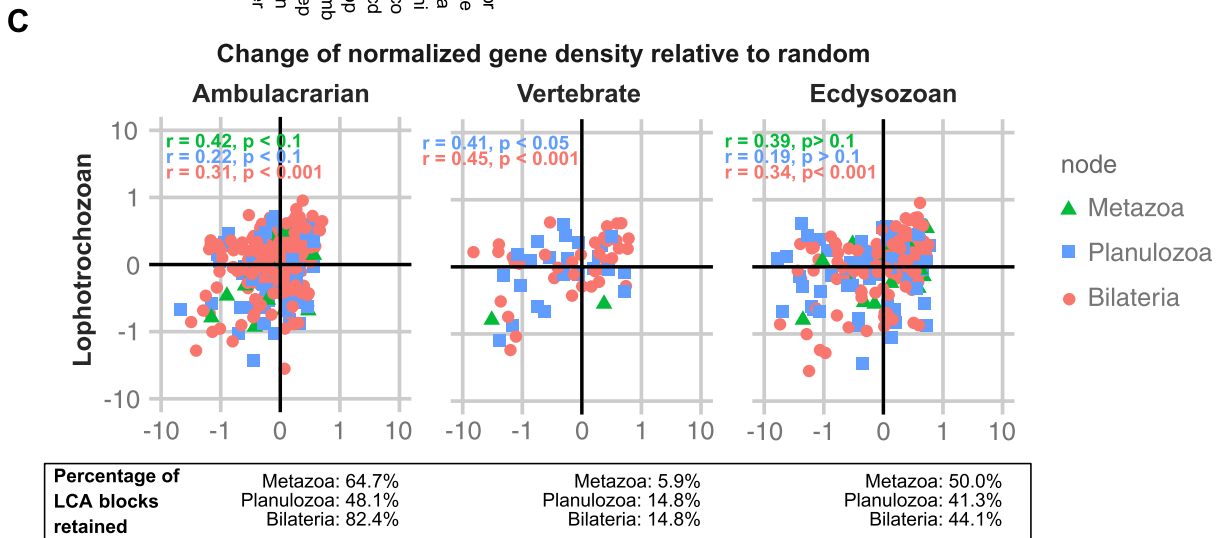 C
Change of normalized gene density relative to random
Ambulacrarian
Vertebrate
Ecdysozoan
Lophotrochozoan
10
1
0
-1
-10
r = 0.42, p < 0.1
r = 0.22, p < 0.1
r = 0.31, p < 0.001
r = 0.41, p < 0.05
r = 0.45, p < 0.001
r = 0.39, p> 0.1
r = 0.19, p > 0.1
r = 0.34, p< 0.001
-10 -1 0 1 10
-10 -1 0 1 10
-10 -1 0 1 10
node
Metazoa
Planulozoa
Bilateria
Percentage of
LCA blocks
retained
Metazoa: 64.7%
Planulozoa: 48.1%
Bilateria: 82.4%
Metazoa: 5.9%
Planulozoa: 14.8%
Bilateria: 14.8%
Metazoa: 50.0%
Planulozoa: 41.3%
Bilateria: 44.1%